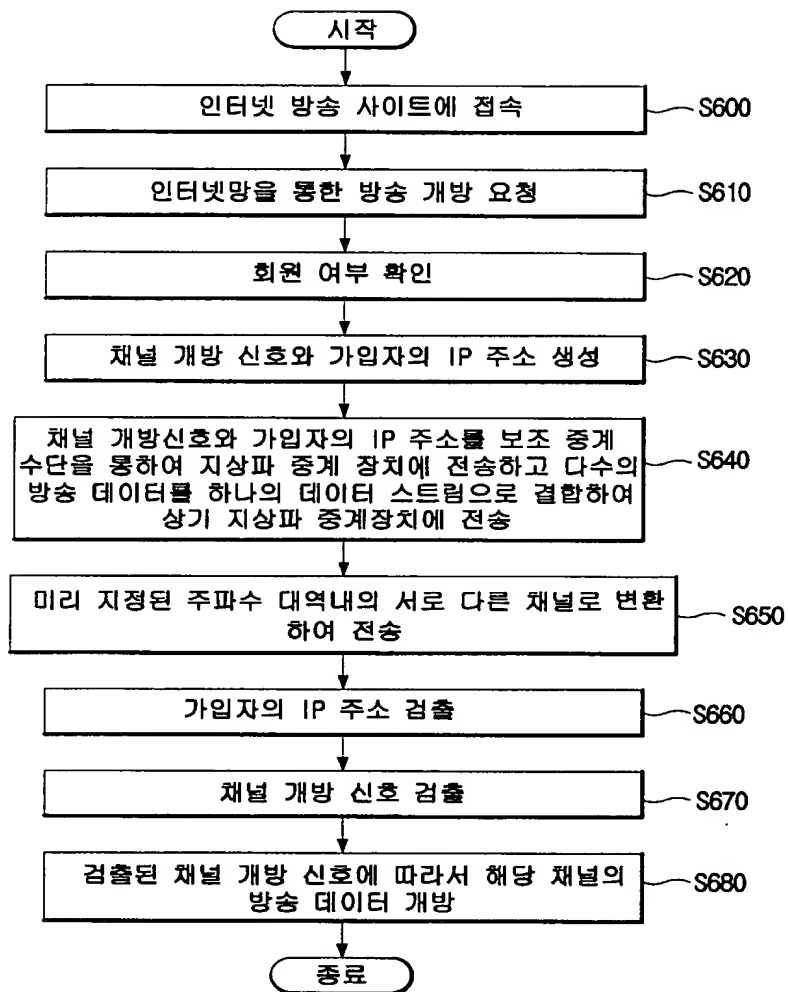 시작
인터넷 방송 사이트에 접속
S600
인터넷망을 통한 방송 개방 요청
S610
회원 여부 확인
S620
채널 개방 신호와 가입자의 IP 주소 생성
S630
채널 개방신호와 가입자의 IP 주소를 보조 중계
수단을 통하여 지상파 중계 장치에 전송하고 다수의
방송 데이터를 하나의 데이터 스트림으로 결합하여
상기 지상파 중계장치에 전송
S640
미리 지정된 주파수 대역내의 서로 다른 채널로 변환
하여 전송
S650
가입자의 IP 주소 검출
S660
채널 개방 신호 검출
S670
검출된 채널 개방 신호에 따라서 해당 채널의
방송 데이터 개방
S680
종료